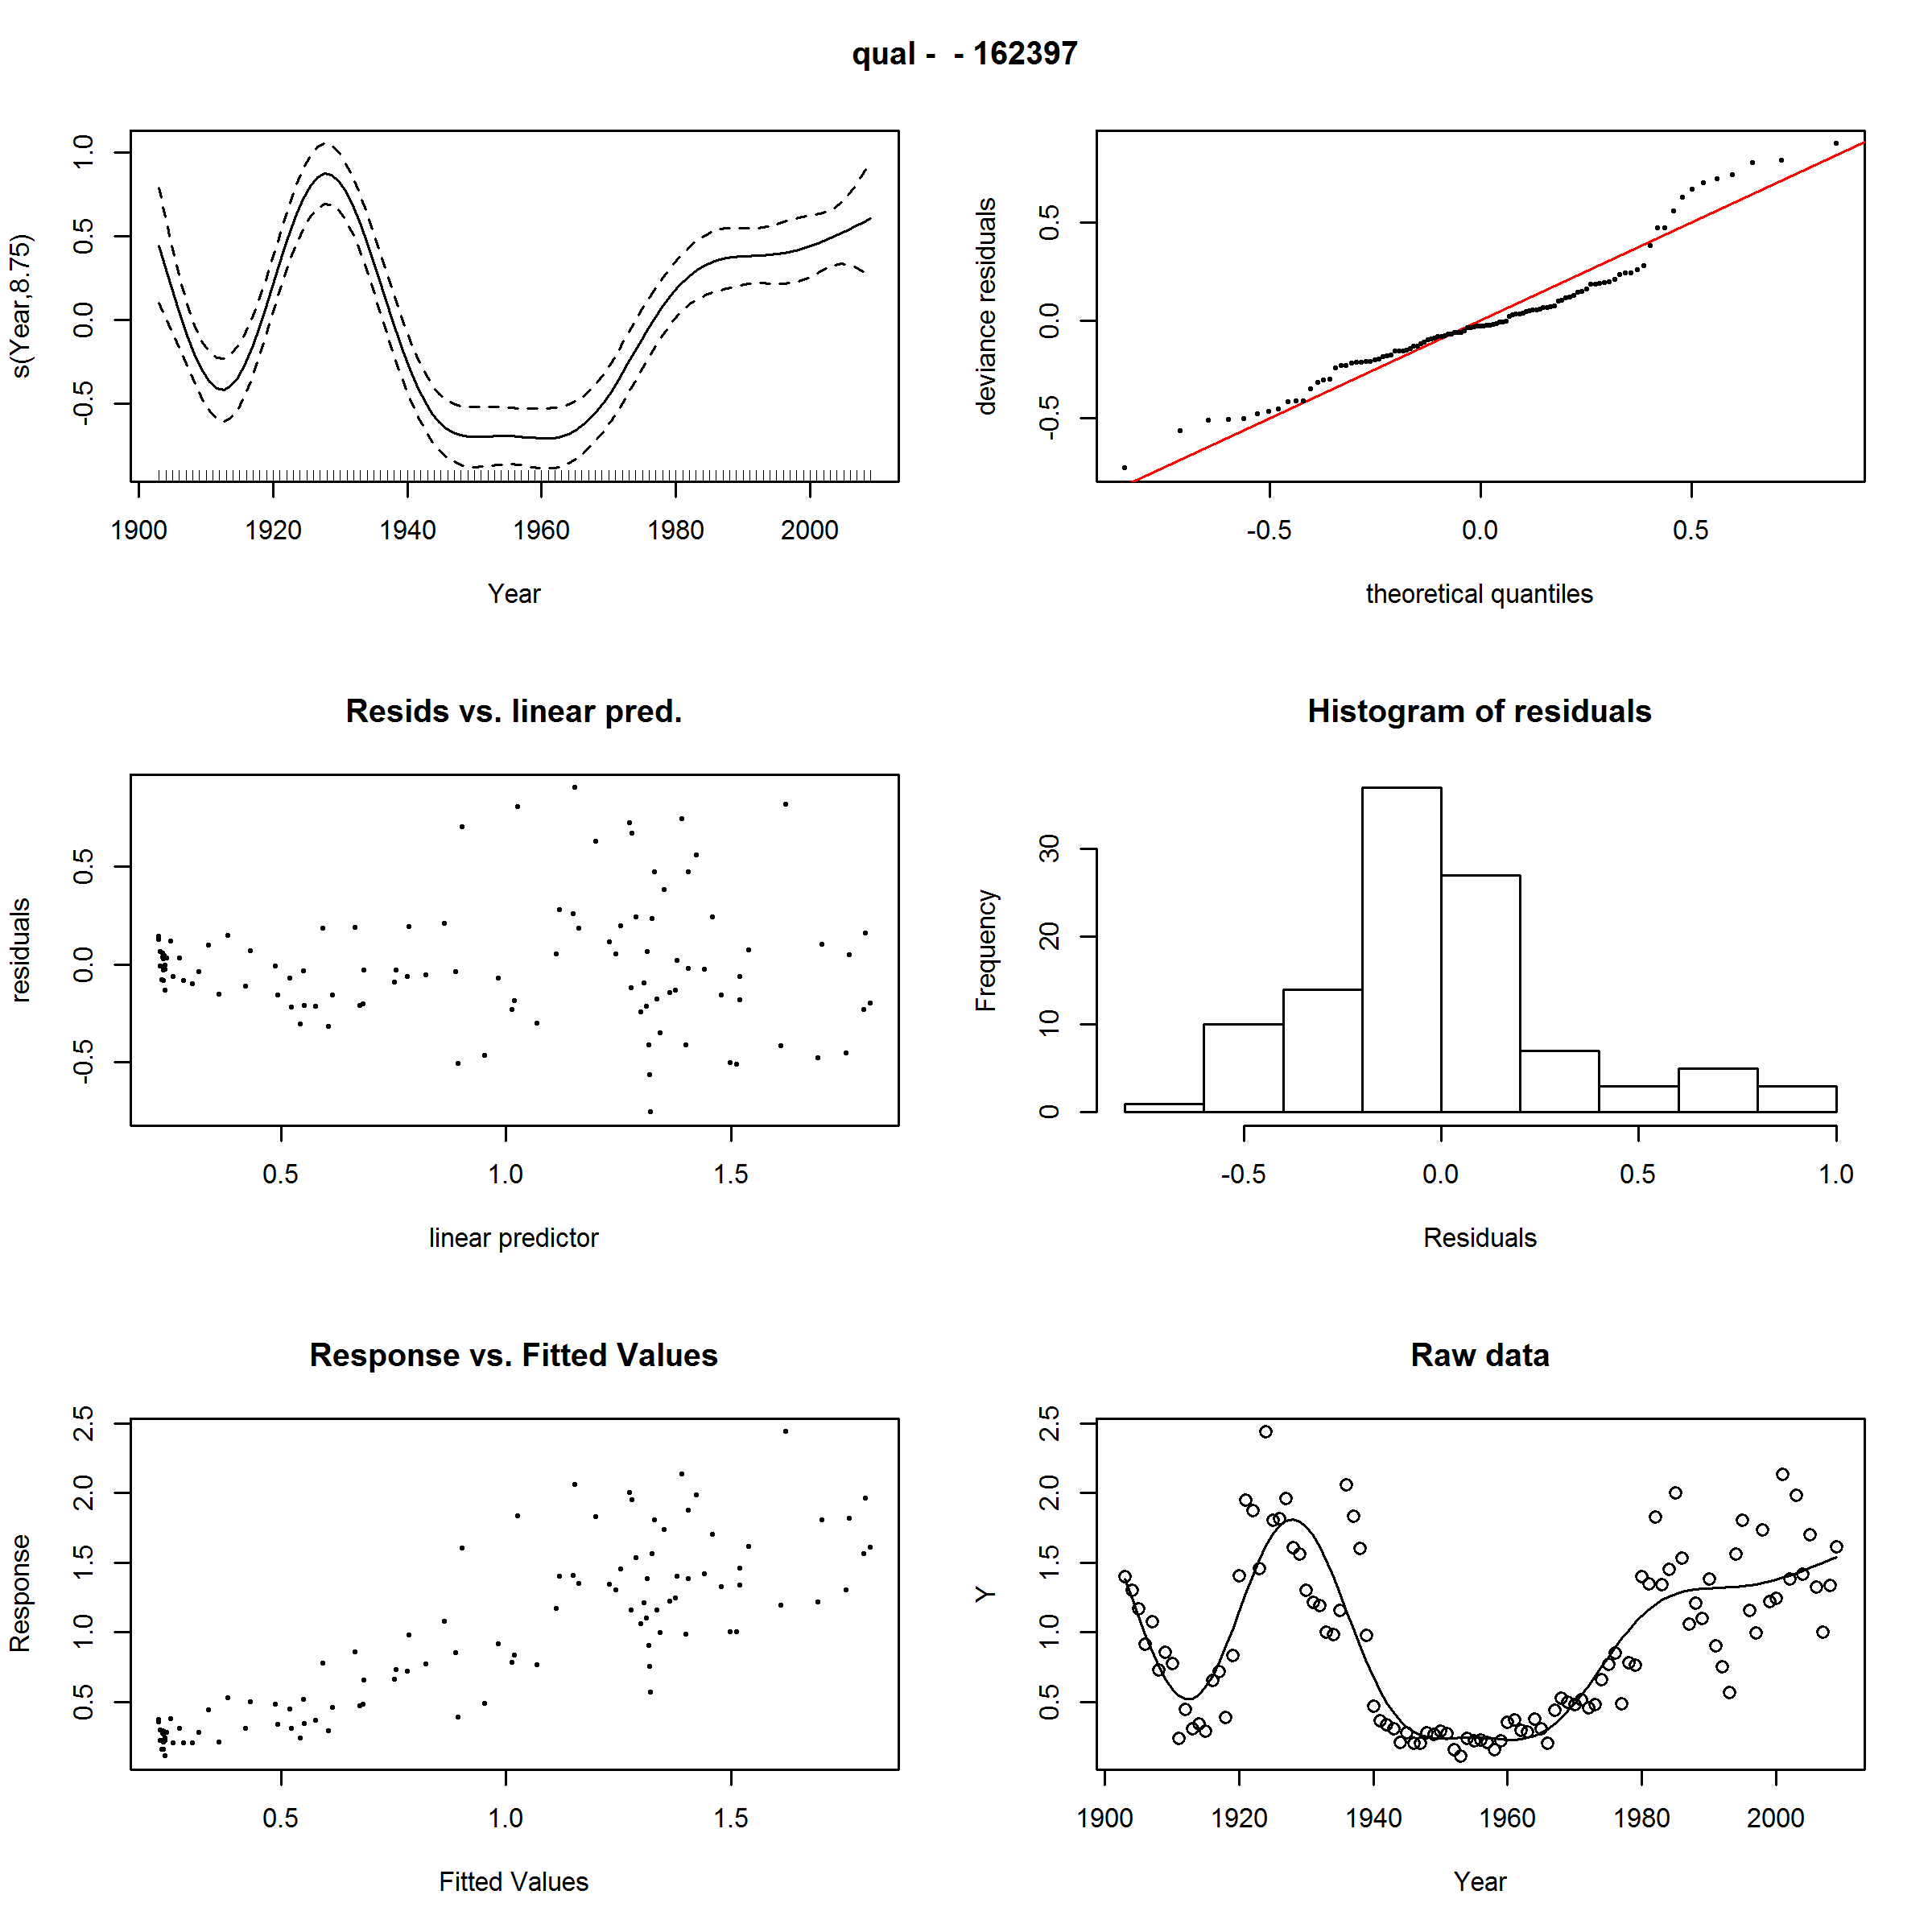 qual -  - 162397
s(Year,8.75)
1.0
0.5
0.0
-0.5
1900 1920 1940 1960 1980 2000
Year
deviance residuals
0.5
0.0
-0.5
-0.5 0.0 0.5
theoretical quantiles
Resids vs. linear pred.
residuals
0.5
0.0
-0.5
0.5 1.0 1.5
linear predictor
Histogram of residuals
Frequency
30
20
10
0
-0.5 0.0 0.5 1.0
Residuals
Response vs. Fitted Values
Response
2.5
2.0
1.5
1.0
0.5
0.5 1.0 1.5
Fitted Values
Raw data
Y
2.5
2.0
1.5
1.0
0.5
1900 1920 1940 1960 1980 2000
Year